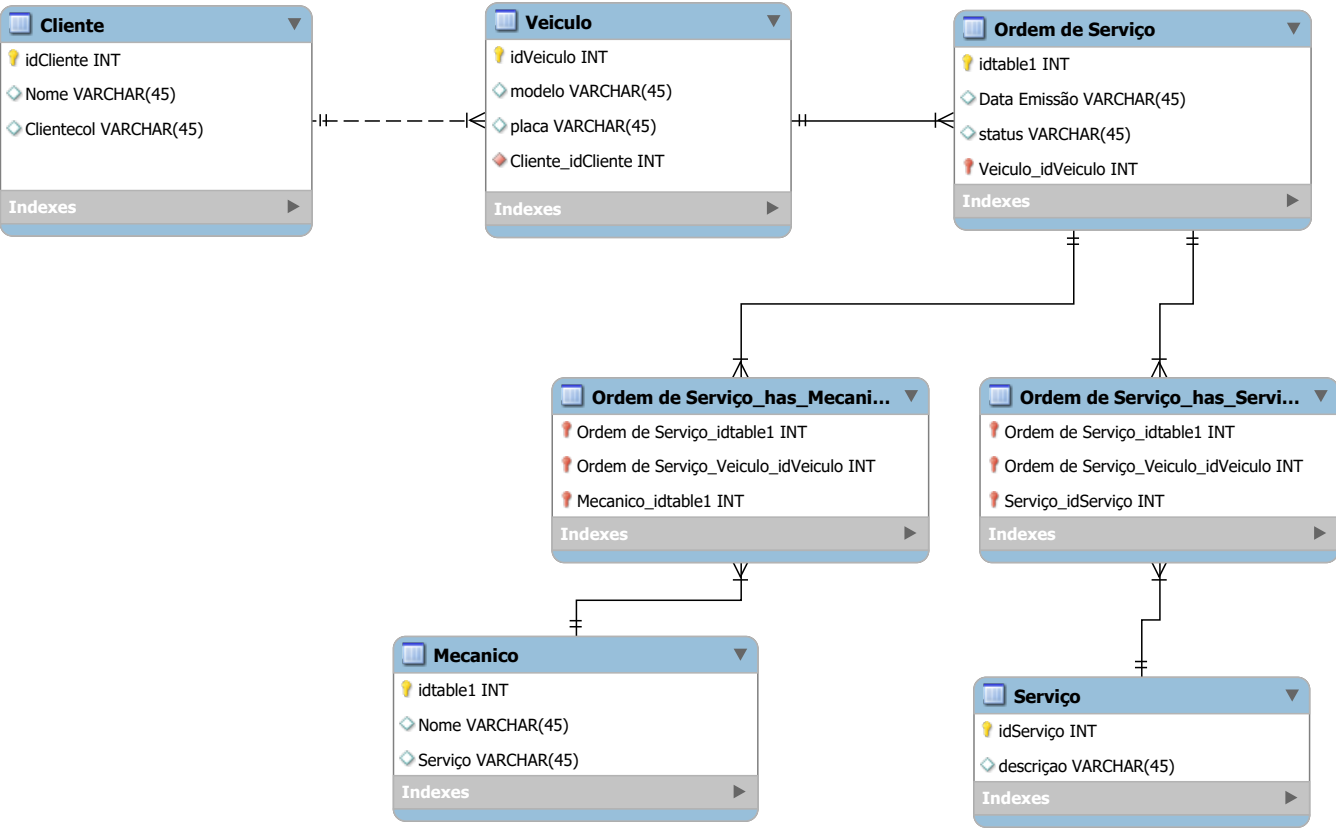 Cliente
idCliente INT
Nome VARCHAR(45)
Clientecol VARCHAR(45)
Indexes
Veiculo
idVeiculo INT
modelo VARCHAR(45)
placa VARCHAR(45)
Cliente_idCliente INT
Indexes
Ordem de Serviço
idtable1 INT
Data Emissão VARCHAR(45)
status VARCHAR(45)
Veiculo_idVeiculo INT
Indexes
Ordem de Serviço_has_Mecani...
Ordem de Serviço_idtable1 INT
Ordem de Serviço_Veiculo_idVeiculo INT
Mecanico_idtable1 INT
Indexes
Ordem de Serviço_has_Servi...
Ordem de Serviço_idtable1 INT
Ordem de Serviço_Veiculo_idVeiculo INT
Serviço_idServiço INT
Indexes
Mecanico
idtable1 INT
Nome VARCHAR(45)
Serviço VARCHAR(45)
Indexes
Serviço
idServiço INT
descriçao VARCHAR(45)
Indexes